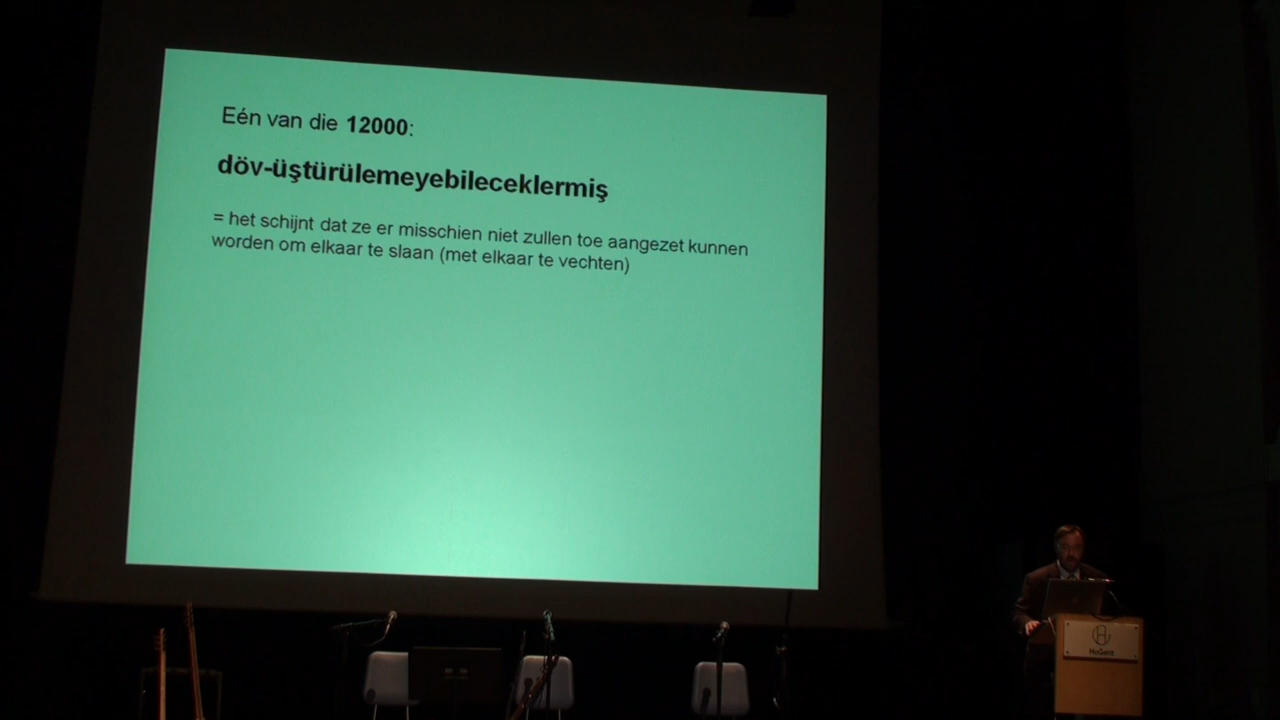 Eén van die 12000:
döv-üştürülemeyebileceklermiş
= het schijnt dat ze er misschien niet zullen toe aangezet kunnen
worden om elkaar te slaan (met elkaar te vechten)
HoGent